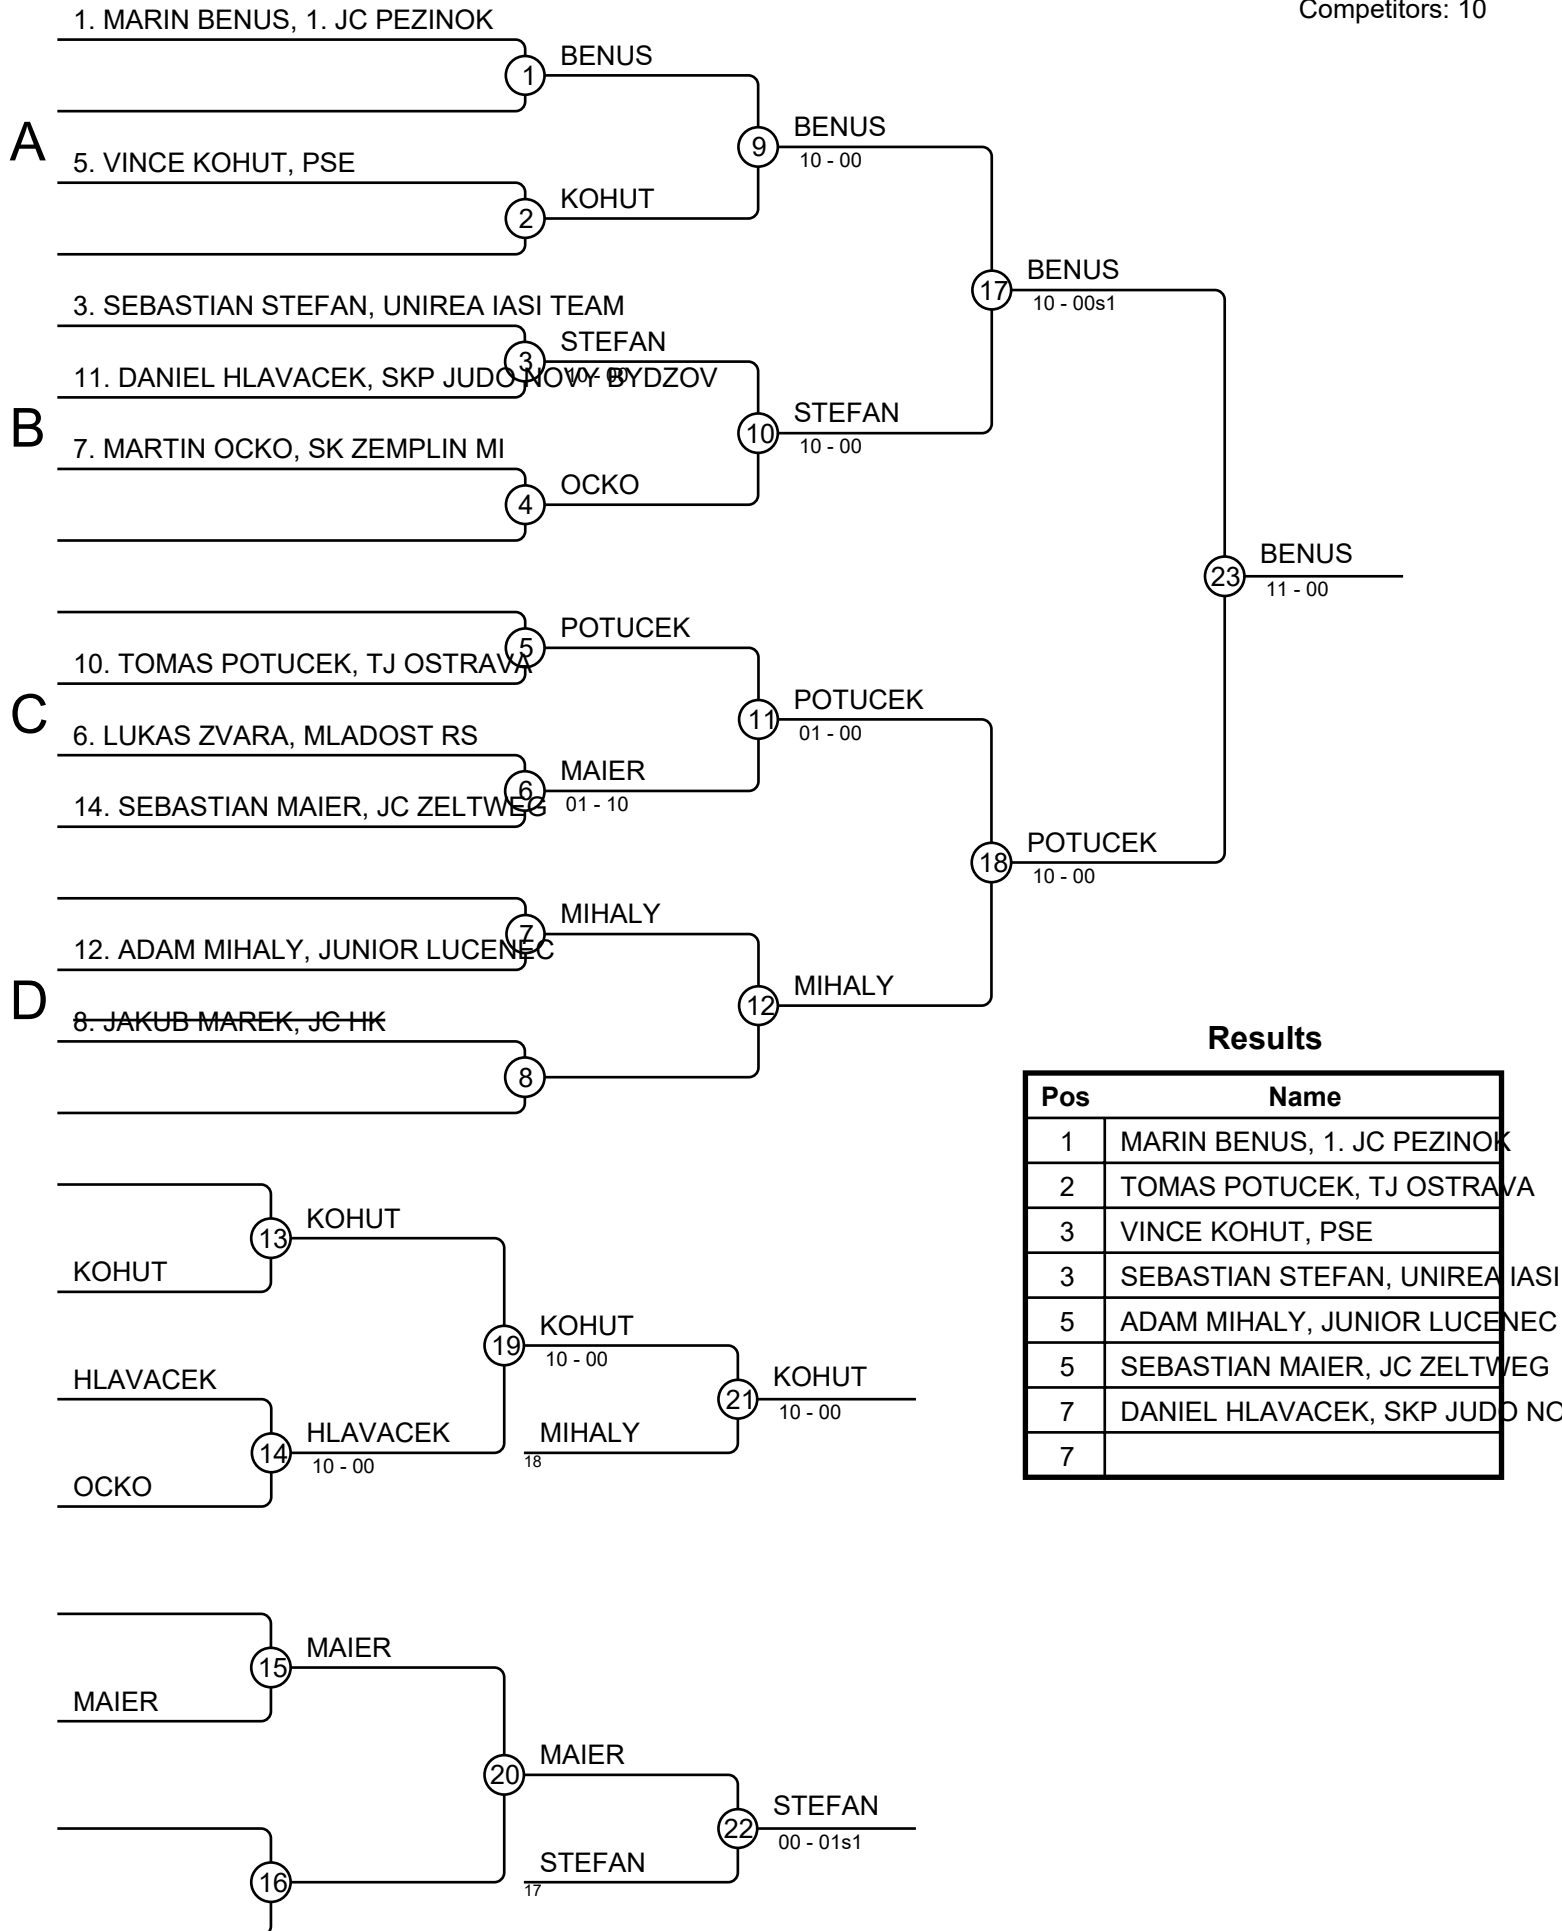 Competitors: 10
1. MARIN BENUS, 1. JC PEZINOK
1
BENUS
A
9
BENUS
10 - 00
5. VINCE KOHUT, PSE
2
KOHUT
17
BENUS
10 - 00s1
3. SEBASTIAN STEFAN, UNIREA IASI TEAM
3
STEFAN
10 - 00
11. DANIEL HLAVACEK, SKP JUDO NOVY BYDZOV
B
10
STEFAN
10 - 00
7. MARTIN OCKO, SK ZEMPLIN MI
4
OCKO
23
BENUS
11 - 00
5
POTUCEK
10. TOMAS POTUCEK, TJ OSTRAVA
C
11
POTUCEK
01 - 00
6. LUKAS ZVARA, MLADOST RS
6
MAIER
01 - 10
14. SEBASTIAN MAIER, JC ZELTWEG
18
POTUCEK
10 - 00
7
MIHALY
12. ADAM MIHALY, JUNIOR LUCENEC
D
12
MIHALY
8. JAKUB MAREK, JC HK
8
Results
Pos Name
1 MARIN BENUS, 1. JC PEZINOK
2 TOMAS POTUCEK, TJ OSTRAVA
3 VINCE KOHUT, PSE
3 SEBASTIAN STEFAN, UNIREA IASI
5 ADAM MIHALY, JUNIOR LUCENEC
5 SEBASTIAN MAIER, JC ZELTWEG
7 DANIEL HLAVACEK, SKP JUDO NO
7
13
KOHUT
KOHUT
19
KOHUT
10 - 00
HLAVACEK
21
KOHUT
10 - 00
14
HLAVACEK
10 - 00
MIHALY
18
OCKO
15
MAIER
MAIER
20
MAIER
22
STEFAN
00 - 01s1
STEFAN
17
16